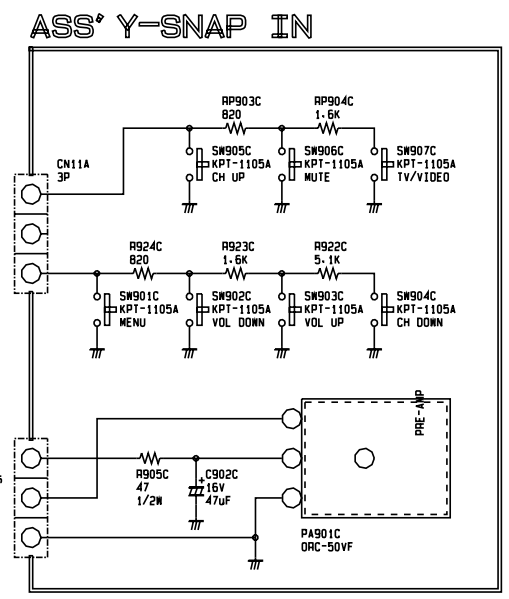 ASS' Y-SNAP IN
RP903C
820
RP904C
1.6K
CN11A
3P
SW905C
KPT-1105A
CH UP
SW906C
KPT-1105A
MUTE
SW907C
KPT-1105A
TV/VIDEO
R924C
820
R923C
1.6K
R922C
5.1K
SW901C
KPT-1105A
MENU
SW902C
KPT-1105A
VOL DOWN
SW903C
KPT-1105A
VOL UP
SW904C
KPT-1105A
CH DOWN
PRE-AMP
R905C
47
1/2W
+
C902C
16V
47uF
PA901C
ORC-50VF